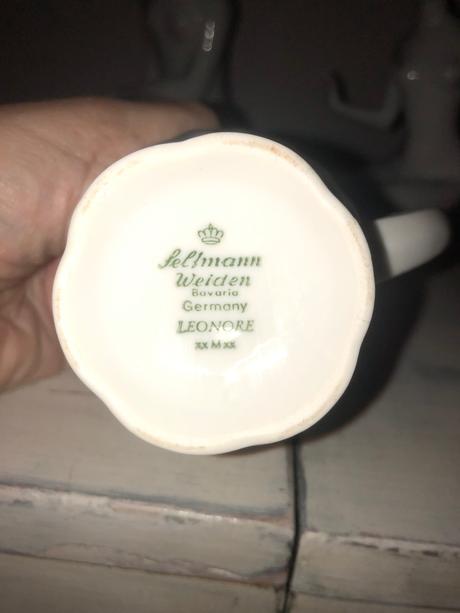 Seltmann
Weiden
Bavaria
Germany
LEONORE
xx M xx